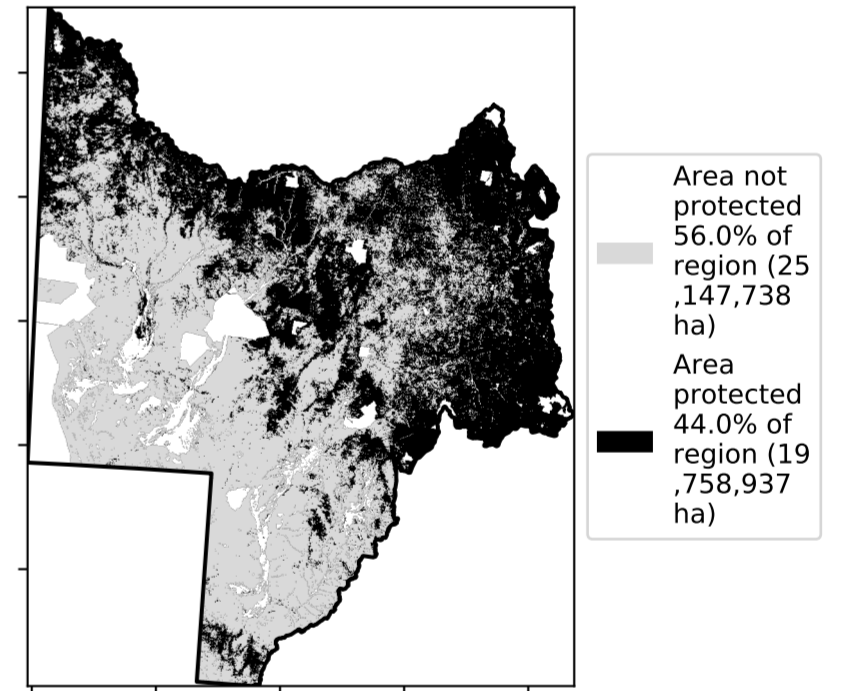 Area not
protected
56.0% of
region (25
,147,738
ha)
Area
protected
44.0% of
region (19
,758,937
ha)